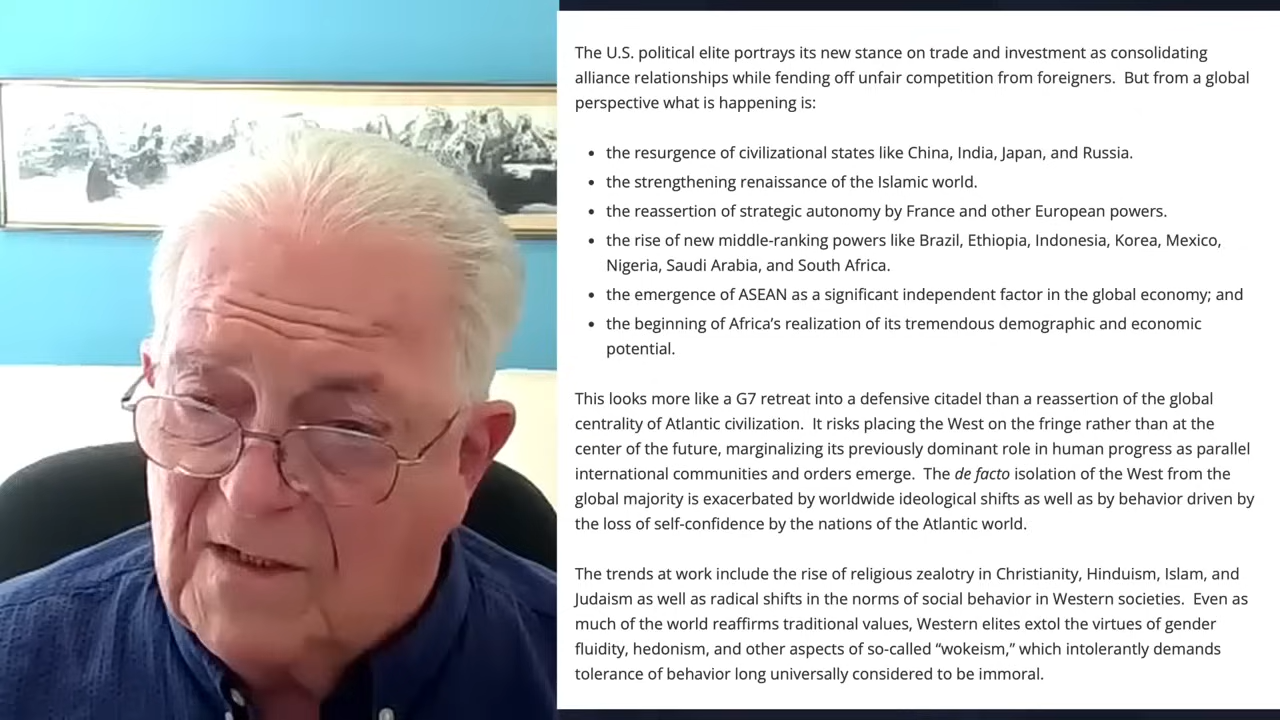 The U.S. political elite portrays its new stance on trade and investment as consolidating
alliance relationships while fending off unfair competition from foreigners.  But from a global
perspective what is happening is:
• the resurgence of civilizational states like China, India, Japan, and Russia.
• the strengthening renaissance of the Islamic world.
• the reassertion of strategic autonomy by France and other European powers.
• the rise of new middle-ranking powers like Brazil, Ethiopia, Indonesia, Korea, Mexico,
Nigeria, Saudi Arabia, and South Africa.
• the emergence of ASEAN as a significant independent factor in the global economy; and
• the beginning of Africa’s realization of its tremendous demographic and economic
potential.
This looks more like a G7 retreat into a defensive citadel than a reassertion of the global
centrality of Atlantic civilization.  It risks placing the West on the fringe rather than at the
center of the future, marginalizing its previously dominant role in human progress as parallel
international communities and orders emerge.  The de facto isolation of the West from the
global majority is exacerbated by worldwide ideological shifts as well as by behavior driven by
the loss of self-confidence by the nations of the Atlantic world.
The trends at work include the rise of religious zealotry in Christianity, Hinduism, Islam, and
Judaism as well as radical shifts in the norms of social behavior in Western societies.  Even as
much of the world reaffirms traditional values, Western elites extol the virtues of gender
fluidity, hedonism, and other aspects of so-called “wokeism,” which intolerantly demands
tolerance of behavior long universally considered to be immoral.